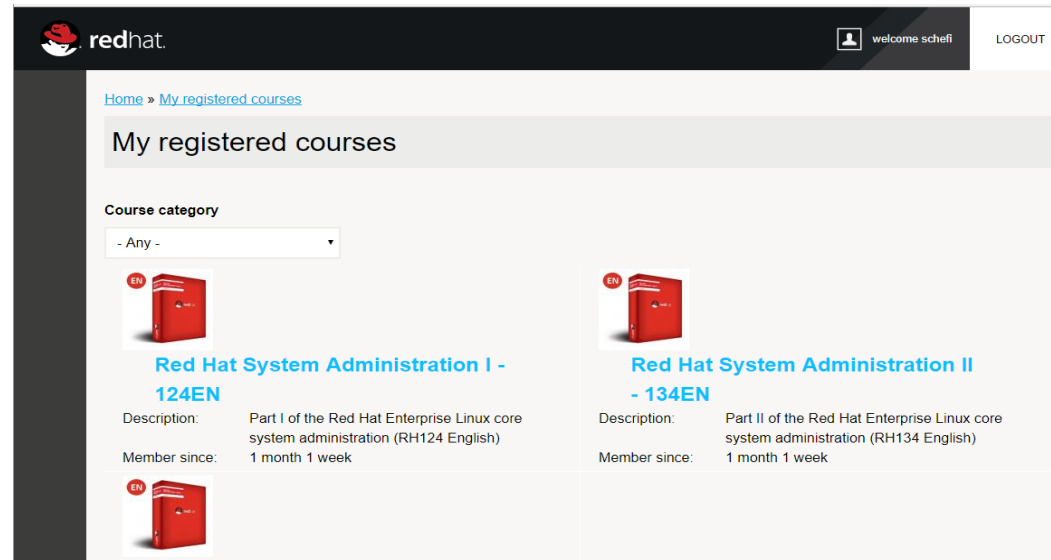 redhat.
welcome schefi
LOGOUT
Home » My registered courses
My registered courses
Course category
- Any -
EN
Red Hat System Administration I -
124EN
Description: Part I of the Red Hat Enterprise Linux core
system administration (RH124 English)
Member since: 1 month 1 week
EN
Red Hat System Administration II
- 134EN
Description: Part II of the Red Hat Enterprise Linux core
system administration (RH134 English)
Member since: 1 month 1 week
EN